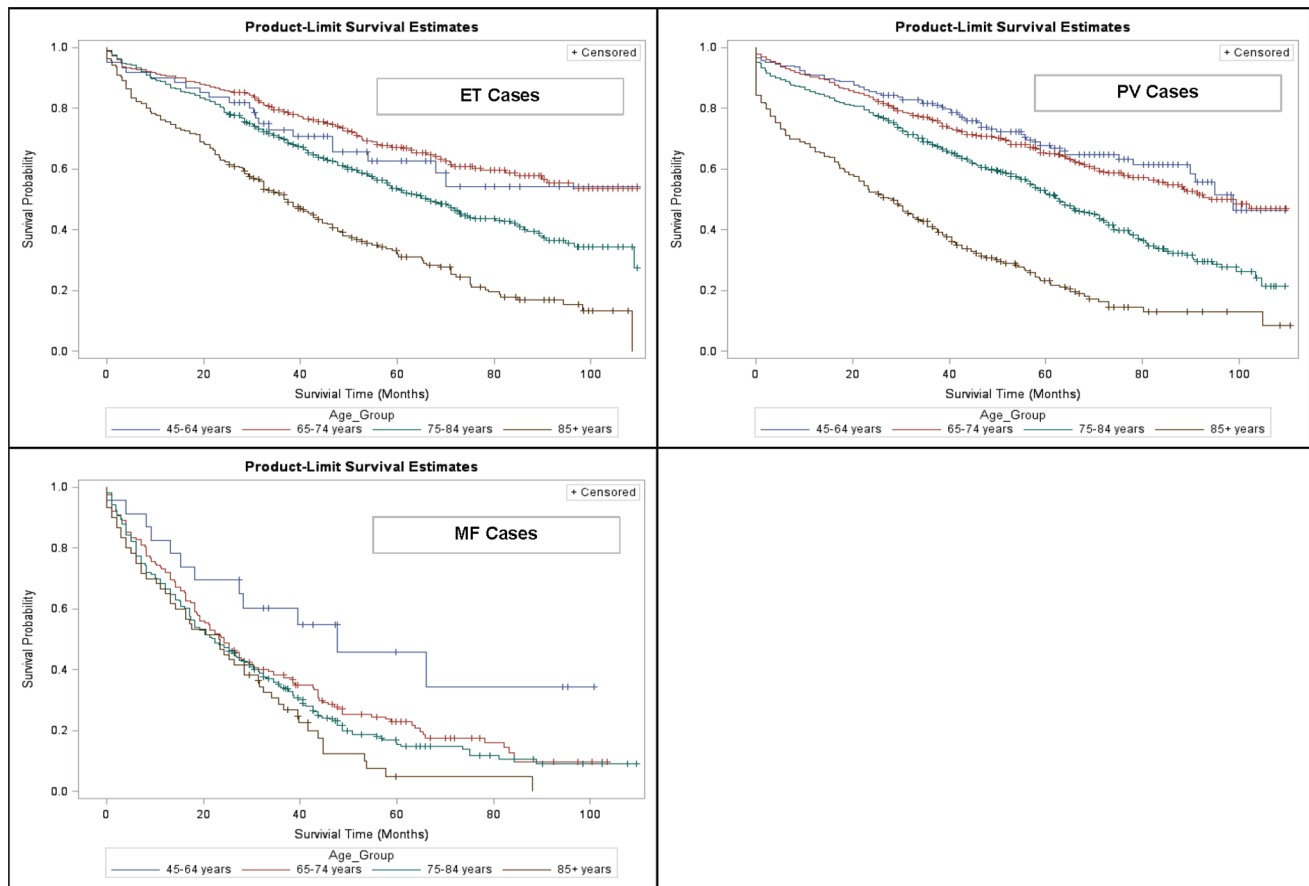 Product-Limit Survival Estimates
+ Censored
ET Cases
1.0
0.8
0.6
0.4
0.2
0.0
Survival Probability
0 20 40 60 80 100
Survivial Time (Months)
Age_Group
45-64 years 65-74 years 75-84 years 85+ years
Product-Limit Survival Estimates
+ Censored
PV Cases
1.0
0.8
0.6
0.4
0.2
0.0
Survival Probability
0 20 40 60 80 100
Survivial Time (Months)
Age_Group
45-64 years 65-74 years 75-84 years 85+ years
Product-Limit Survival Estimates
+ Censored
MF Cases
1.0
0.8
0.6
0.4
0.2
0.0
Survival Probability
0 20 40 60 80 100
Survivial Time (Months)
Age_Group
45-64 years 65-74 years 75-84 years 85+ years